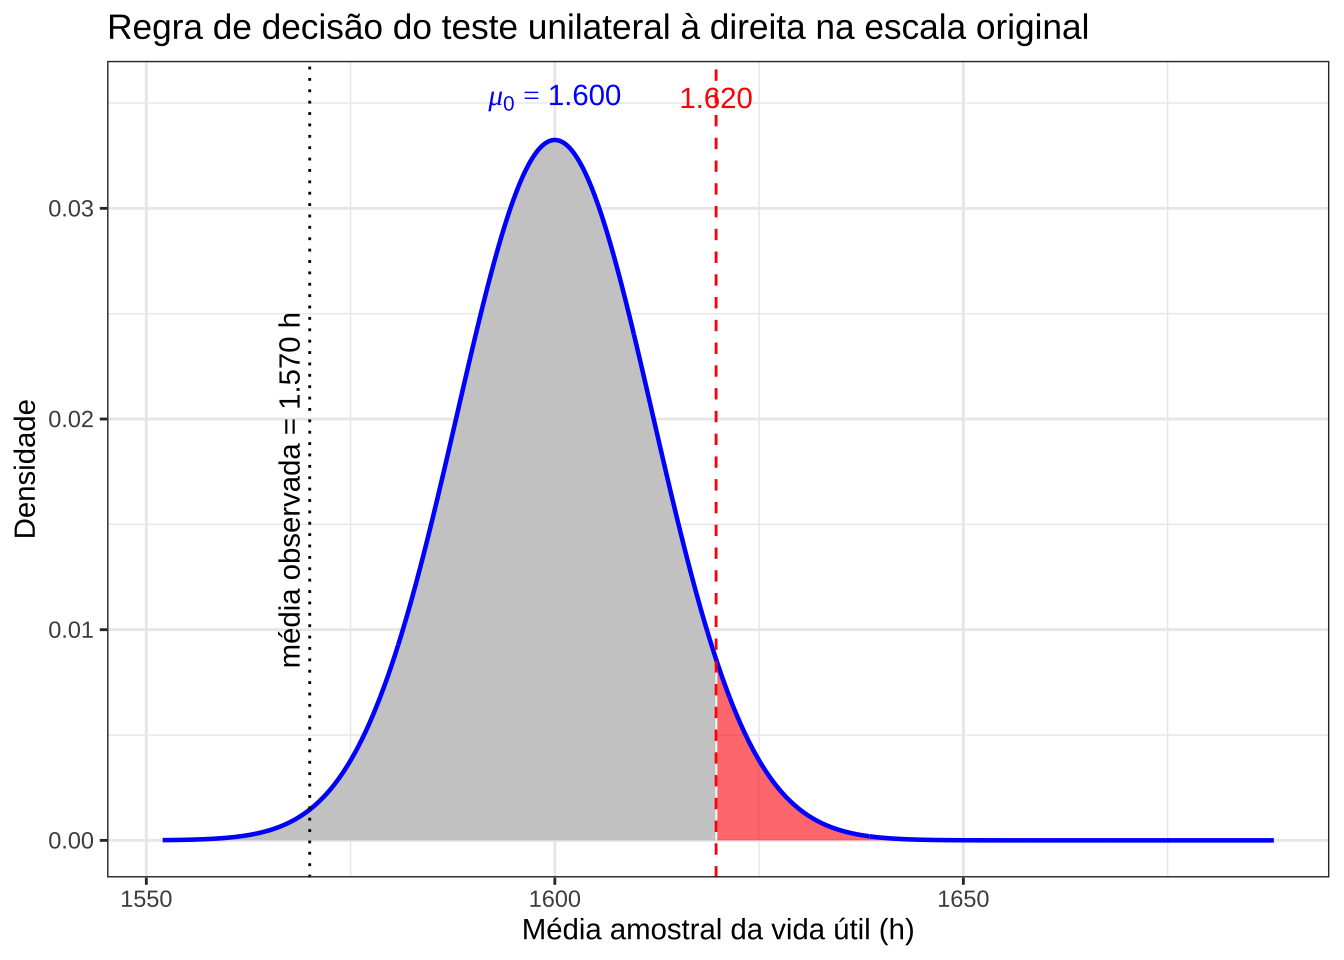 Regra de decisão do teste unilateral à direita na escala original
μ0 = 1.600
1.620
média observada = 1.570 h
Densidade
0.03
0.02
0.01
0.00
1550
1600
1650
Média amostral da vida útil (h)